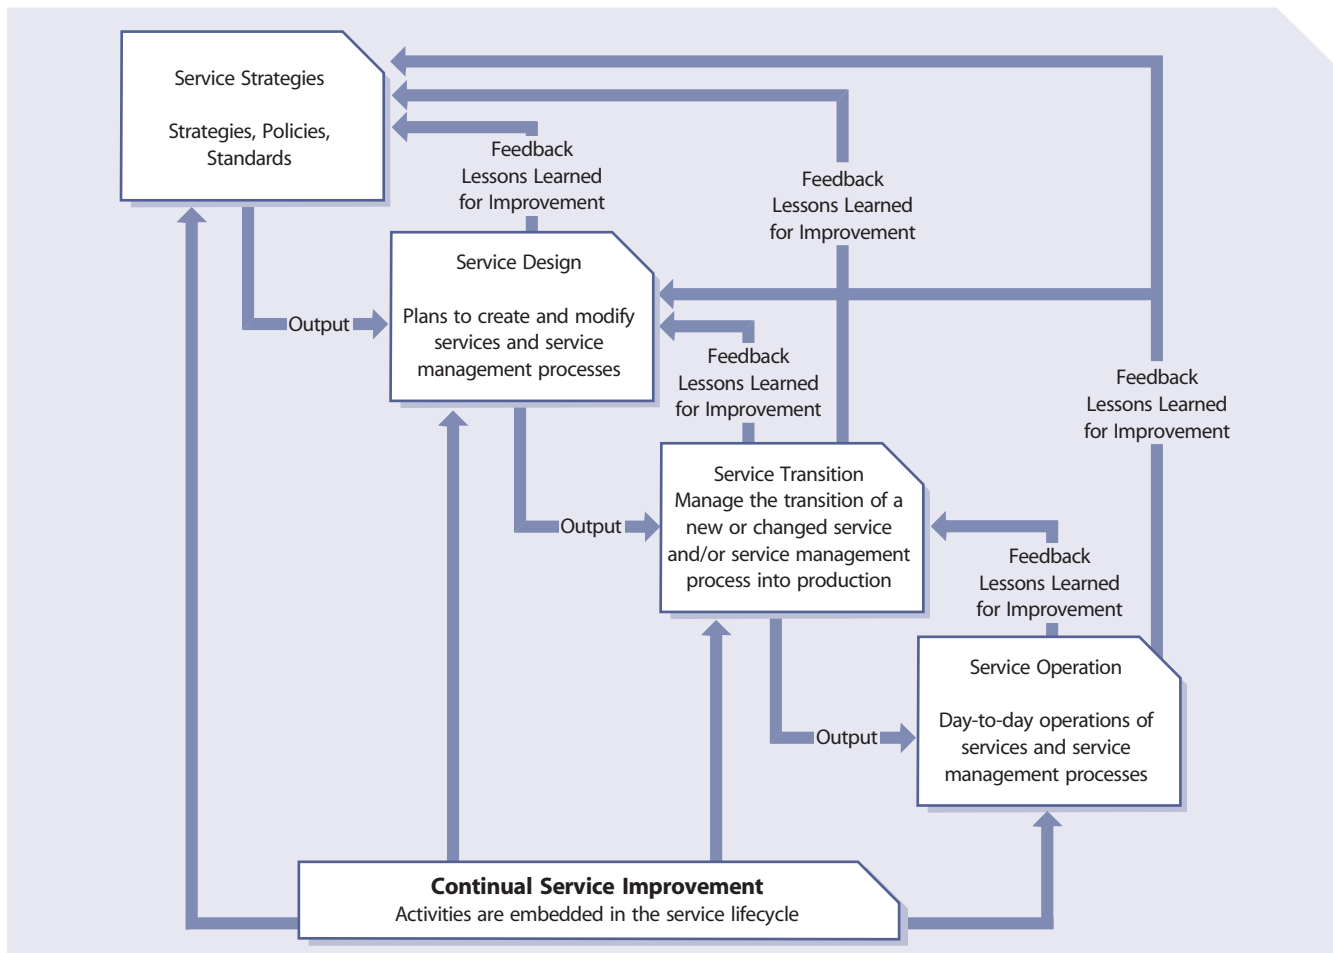 Service Strategies
Strategies, Policies,
Standards
Feedback
Lessons Learned
for Improvement
Feedback
Lessons Learned
for Improvement
Service Design
Plans to create and modify
services and service
management processes
Output
Feedback
Lessons Learned
for Improvement
Feedback
Lessons Learned
for Improvement
Service Transition
Manage the transition of a
new or changed service
and/or service management
process into production
Output
Feedback
Lessons Learned
for Improvement
Service Operation
Day-to-day operations of
services and service
management processes
Output
Continual Service Improvement
Activities are embedded in the service lifecycle